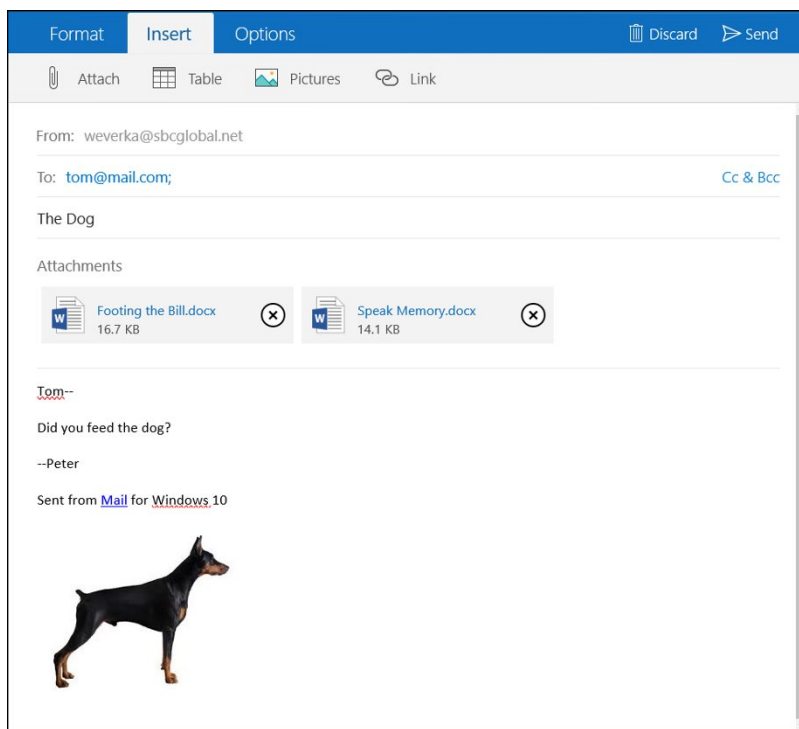 Format Insert Options Discard Send
Attach Table Pictures Link
From: weverka@sbcglobal.net
To: tom@mail.com; Cc & Bcc
The Dog
Attachments
W Footing the Bill.docx W Speak Memory.docx
16.7 KB 14.1 KB
Tom--
Did you feed the dog?
--Peter
Sent from Mail for Windows 10